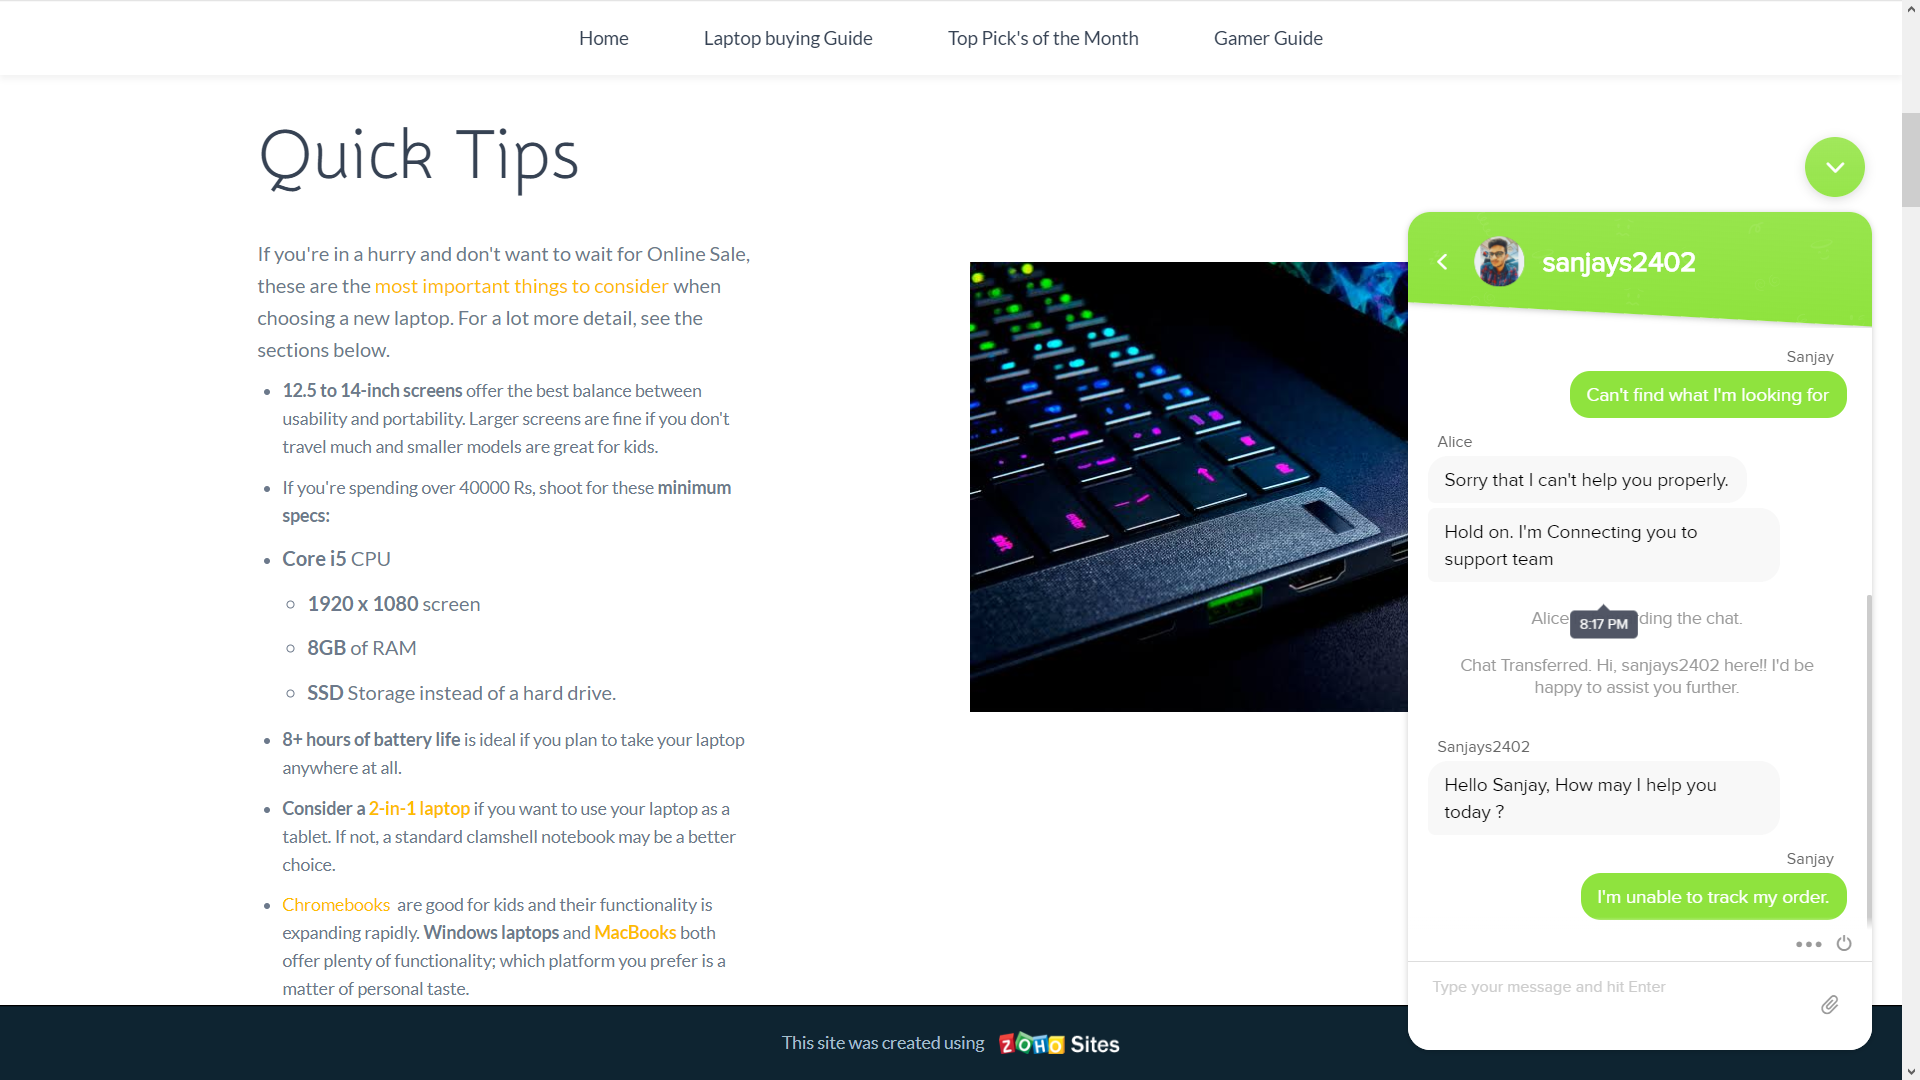 Home
Laptop buying Guide
Top Pick's of the Month
Gamer Guide
Quick Tips
If you're in a hurry and don't want to wait for Online Sale,
these are the most important things to consider when
choosing a new laptop. For a lot more detail, see the
sections below.
12.5 to 14-inch screens offer the best balance between
usability and portability. Larger screens are fine if you don't
travel much and smaller models are great for kids.
If you're spending over 40000 Rs, shoot for these minimum
specs:
Core i5 CPU
1920 x 1080 screen
8GB of RAM
SSD Storage instead of a hard drive.
8+ hours of battery life is ideal if you plan to take your laptop
anywhere at all.
Consider a 2-in-1 laptop if you want to use your laptop as a
tablet. If not, a standard clamshell notebook may be a better
choice.
Chromebooks are good for kids and their functionality is
expanding rapidly. Windows laptops and MacBooks both
offer plenty of functionality; which platform you prefer is a
matter of personal taste.
sanjays2402
Sanjay
Can't find what I'm looking for
Alice
Sorry that I can't help you properly.
Hold on. I'm Connecting you to
support team
Alice ding the chat.
8:17 PM
Chat Transferred. Hi, sanjays2402 here!! I'd be
happy to assist you further.
Sanjays2402
Hello Sanjay, How may I help you
today ?
Sanjay
I'm unable to track my order.
Type your message and hit Enter
This site was created using ZOHO Sites